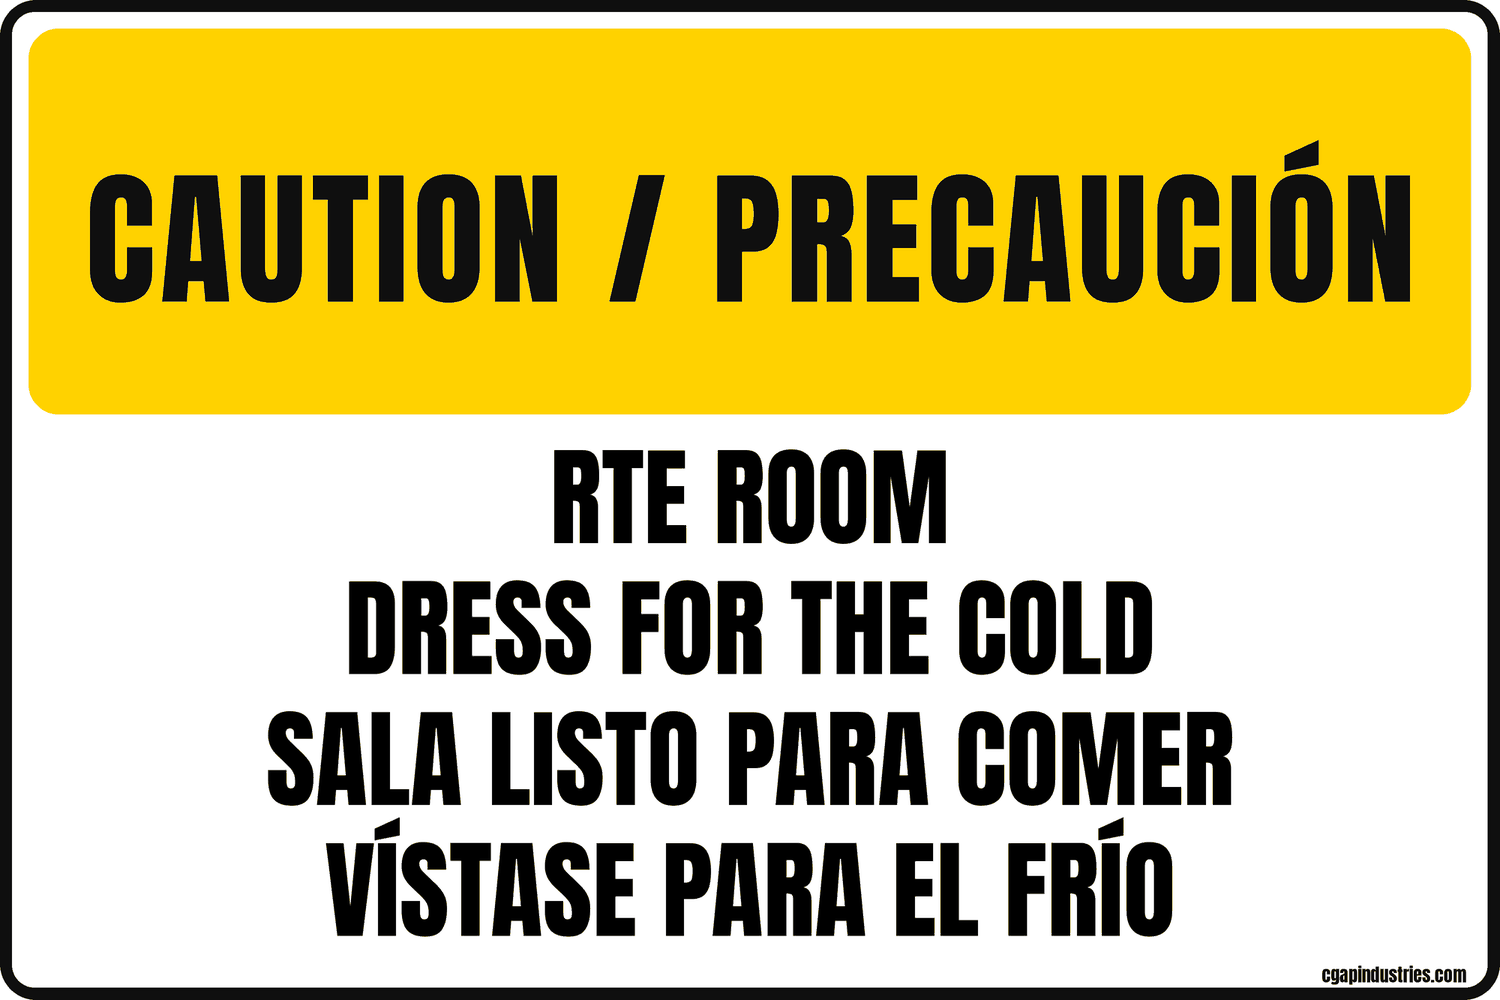 CAUTION / PRECAUCIÓN
RTE ROOM
DRESS FOR THE COLD
SALA LISTO PARA COMER
VÍSTASE PARA EL FRÍO
cgapindustries.com